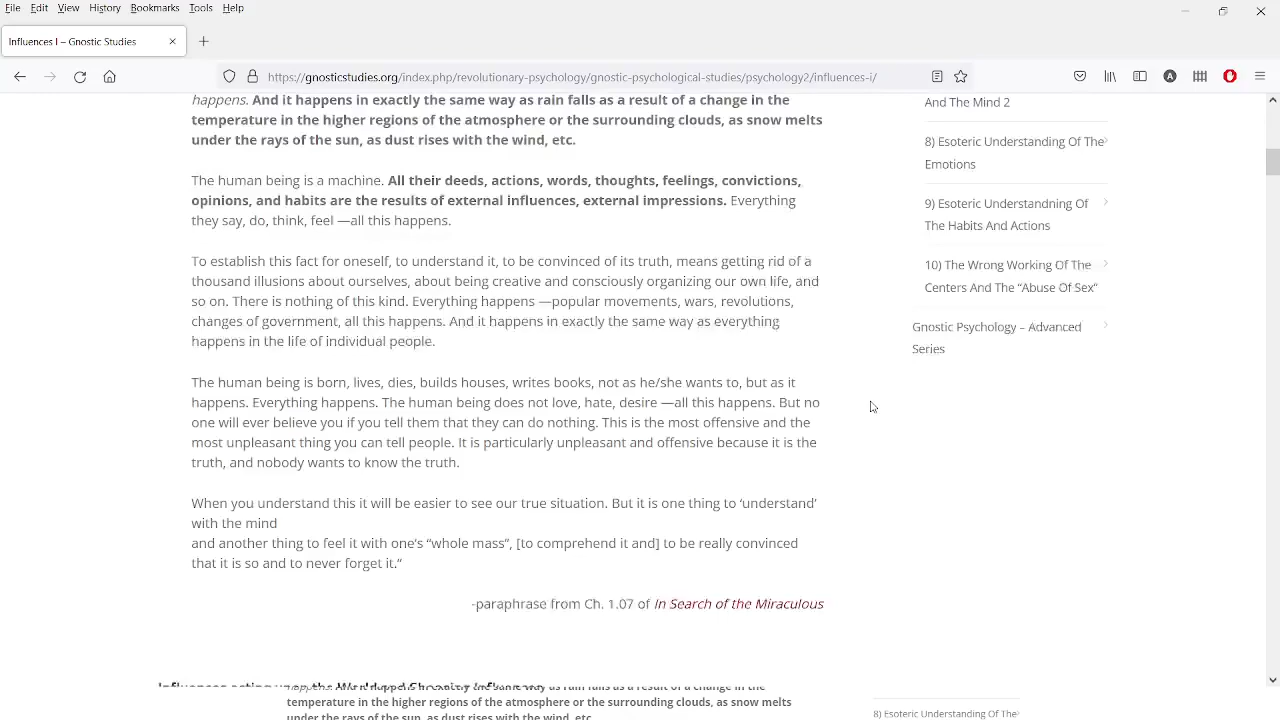 File Edit View History Bookmarks Tools Help
Influences I – Gnostic Studies
https://gnosticstudies.org/index.php/revolutionary-psychology/gnostic-psychological-studies/psychology2/influences-i/
happens. And it happens in exactly the same way as rain falls as a result of a change in the
temperature in the higher regions of the atmosphere or the surrounding clouds, as snow melts
under the rays of the sun, as dust rises with the wind, etc.
The human being is a machine. All their deeds, actions, words, thoughts, feelings, convictions,
opinions, and habits are the results of external influences, external impressions. Everything
they say, do, think, feel —all this happens.
To establish this fact for oneself, to understand it, to be convinced of its truth, means getting rid of a
thousand illusions about ourselves, about being creative and consciously organizing our own life, and
so on. There is nothing of this kind. Everything happens —popular movements, wars, revolutions,
changes of government, all this happens. And it happens in exactly the same way as everything
happens in the life of individual people.
The human being is born, lives, dies, builds houses, writes books, not as he/she wants to, but as it
happens. Everything happens. The human being does not love, hate, desire —all this happens. But no
one will ever believe you if you tell them that they can do nothing. This is the most offensive and the
most unpleasant thing you can tell people. It is particularly unpleasant and offensive because it is the
truth, and nobody wants to know the truth.
When you understand this it will be easier to see our true situation. But it is one thing to ‘understand’
with the mind
and another thing to feel it with one’s “whole mass”, [to comprehend it and] to be really convinced
that it is so and to never forget it.“
-paraphrase from Ch. 1.07 of In Search of the Miraculous
And The Mind 2
8) Esoteric Understanding Of The
Emotions
9) Esoteric Understandning Of
The Habits And Actions
10) The Wrong Working Of The
Centers And The “Abuse Of Sex“
Gnostic Psychology – Advanced
Series
temperature in the higher regions of the atmosphere or the surrounding clouds, as snow melts
under the rays of the sun, as dust rises with the wind, etc.
8) Esoteric Understanding Of The